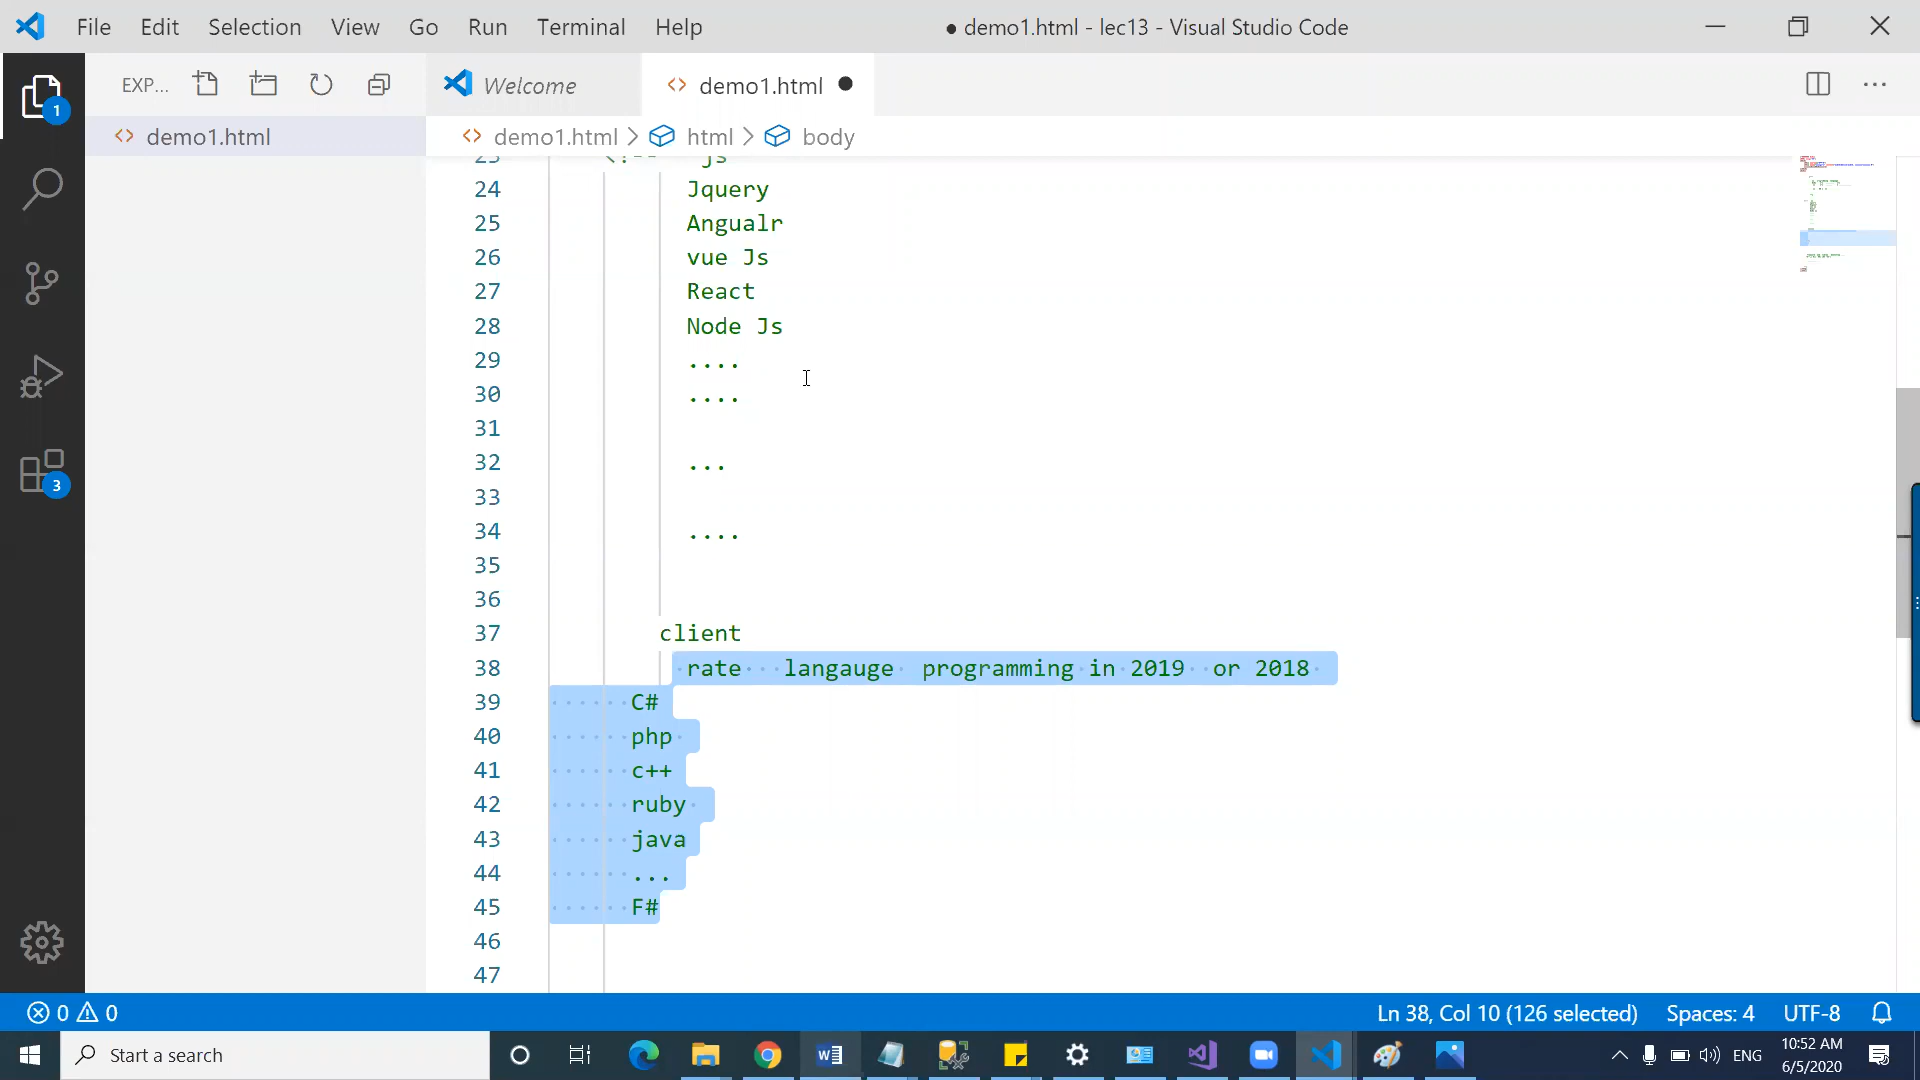 File Edit Selection View Go Run Terminal Help
● demo1.html - lec13 - Visual Studio Code
EXP...
Welcome
demo1.html
1
demo1.html
demo1.html > html > body
23 <!-- js
24 Jquery
25 Angualr
26 vue Js
27 React
28 Node Js
29 ....
30 ....
31
32 ...
33
34 ....
35
36
37 client
38 rate langauge programming in 2019 or 2018
39 C#
40 php
41 c++
42 ruby
43 java
44 ...
45 F#
46
47
3
0 0
Ln 38, Col 10 (126 selected)
Spaces: 4
UTF-8
Start a search
ENG
10:52 AM
6/5/2020